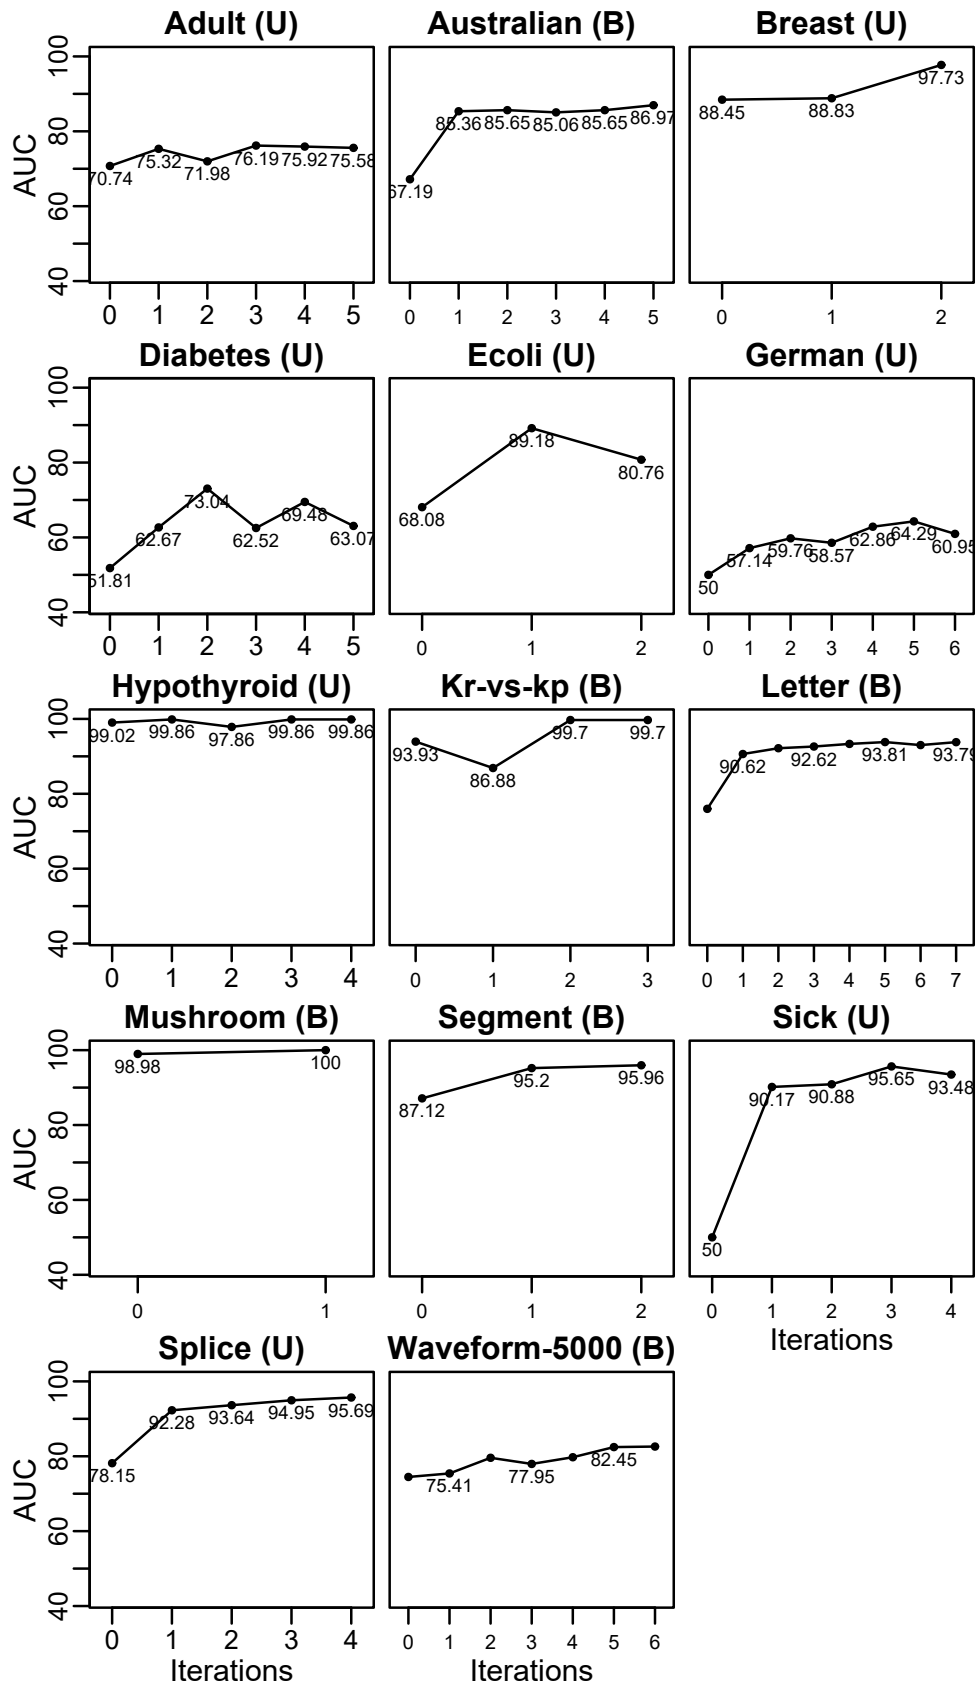 Adult (U)
Australian (B)
Breast (U)
AUC
100
80
60
40
70.74
75.32
71.98
76.19
75.92
75.58
0 1 2 3 4 5
67.19
85.36
85.65
85.06
85.65
86.97
0 1 2 3 4 5
88.45
88.83
97.73
0 1 2
Diabetes (U)
Ecoli (U)
German (U)
AUC
100
80
60
40
51.81
62.67
73.04
62.52
69.48
63.07
0 1 2 3 4 5
68.08
89.18
80.76
0 1 2
50
57.14
59.76
58.57
62.86
64.29
60.95
0 1 2 3 4 5 6
Hypothyroid (U)
Kr-vs-kp (B)
Letter (B)
AUC
100
80
60
40
99.02
99.86
97.86
99.86
99.86
0 1 2 3 4
93.93
86.88
99.7
99.7
0 1 2 3
90.62
92.62
93.81
93.79
0 1 2 3 4 5 6 7
Mushroom (B)
Segment (B)
Sick (U)
AUC
100
80
60
40
98.98
100
0 1
87.12
95.2
95.96
0 1 2
50
90.17
90.88
95.65
93.48
0 1 2 3 4
Iterations
Splice (U)
Waveform-5000 (B)
AUC
100
80
60
40
78.15
92.28
93.64
94.95
95.69
0 1 2 3 4
Iterations
75.41
77.95
82.45
0 1 2 3 4 5 6
Iterations